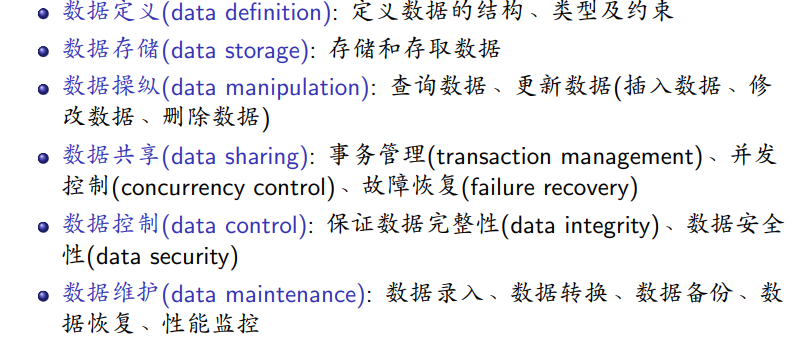 数据定义(data definition): 定义数据的结构、类型及约束
数据存储(data storage): 存储和存取数据
数据操纵(data manipulation): 查询数据、更新数据(插入数据、修
改数据、删除数据)
数据共享(data sharing): 事务管理(transaction management)、并发
控制(concurrency control)、故障恢复(failure recovery)
数据控制(data control): 保证数据完整性(data integrity)、数据安全
性(data security)
数据维护(data maintenance): 数据录入、数据转换、数据备份、数
据恢复、性能监控